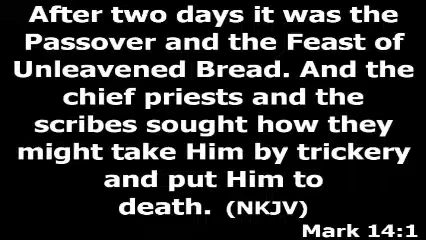 After two days it was the
Passover and the Feast of
Unleavened Bread. And the
chief priests and the
scribes sought how they
might take Him by trickery
and put Him to
death. (NKJV)
Mark 14:1